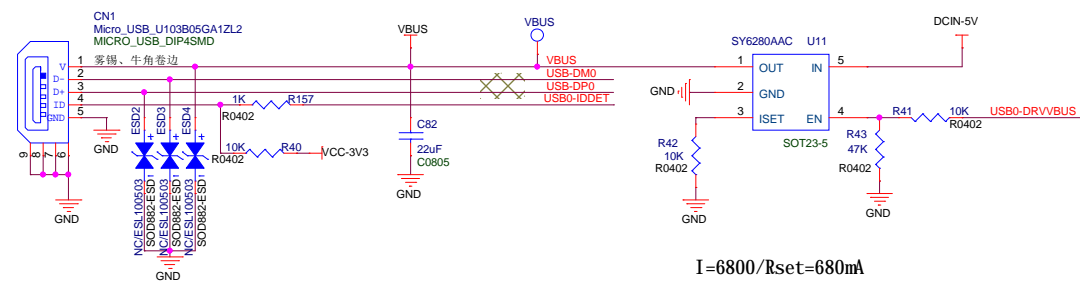 CN1
Micro_USB_U103B05GA1ZL2
MICRO_USB_DIP4SMD
雾锡、牛角卷边
V
D-
D+
ID
GND
1
2
3
4
5
9
8
7
6
GND
GND
ESD2
ESD3
ESD4
NC/ESL100503
SOD882-ESD1
NC/ESL100503
SOD882-ESD1
NC/ESL100503
SOD882-ESD1
GND
1K
R157
R0402
10K
R40
R0402
VCC-3V3
VBUS
C82
22uF
C0805
GND
VBUS
VBUS
USB-DM0
USB-DP0
USB0-IDDET
SY6280AAC
U11
1
OUT
IN
5
GND
2
GND
3
ISET
EN
4
SOT23-5
DCIN-5V
R42
10K
R0402
GND
R41
10K
R0402
USB0-DRVVBUS
R43
47K
R0402
GND
I=6800/Rset=680mA